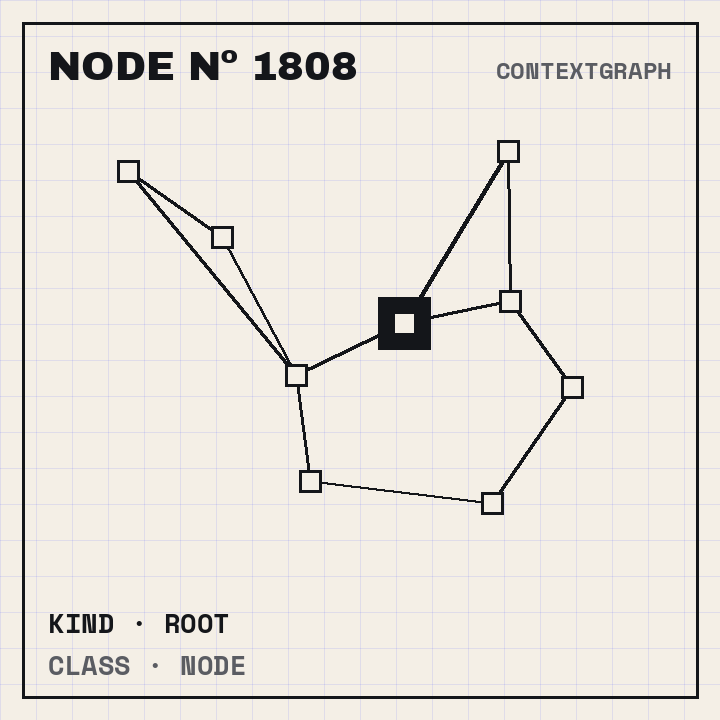 NODE Nº 1808
CONTEXTGRAPH
KIND · ROOT
CLASS · NODE